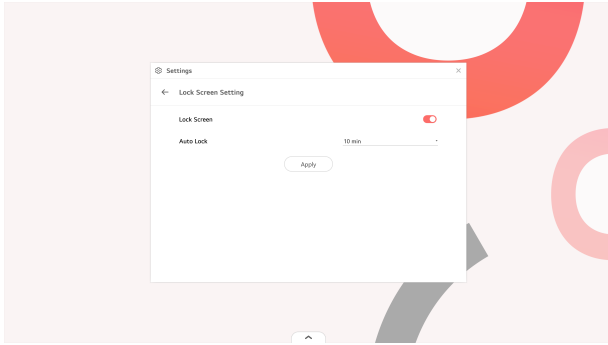 Settings
Lock Screen Setting
Lock Screen
Auto Lock 10 min
Apply